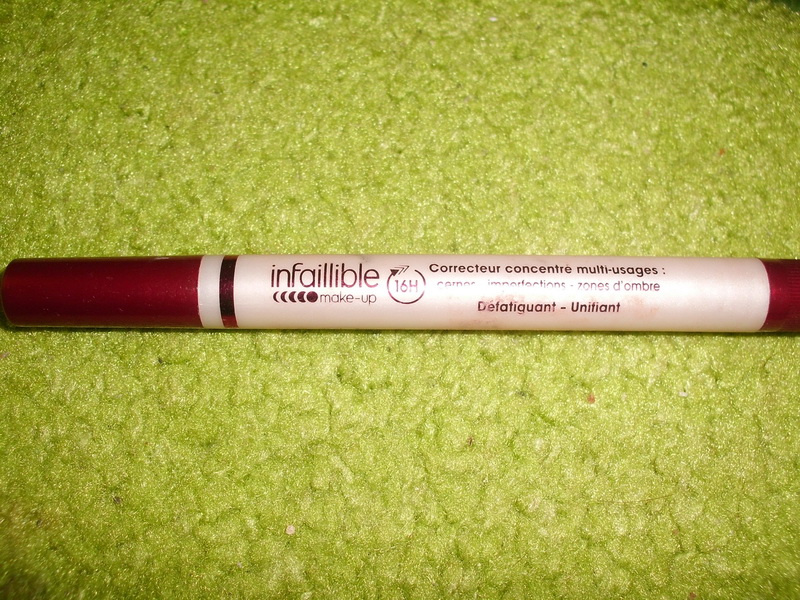 infaillible
make-up
16H
Correcteur concentré multi-usages :
cernes - imperfections - zones d'ombre
Défatiguant - Unifiant